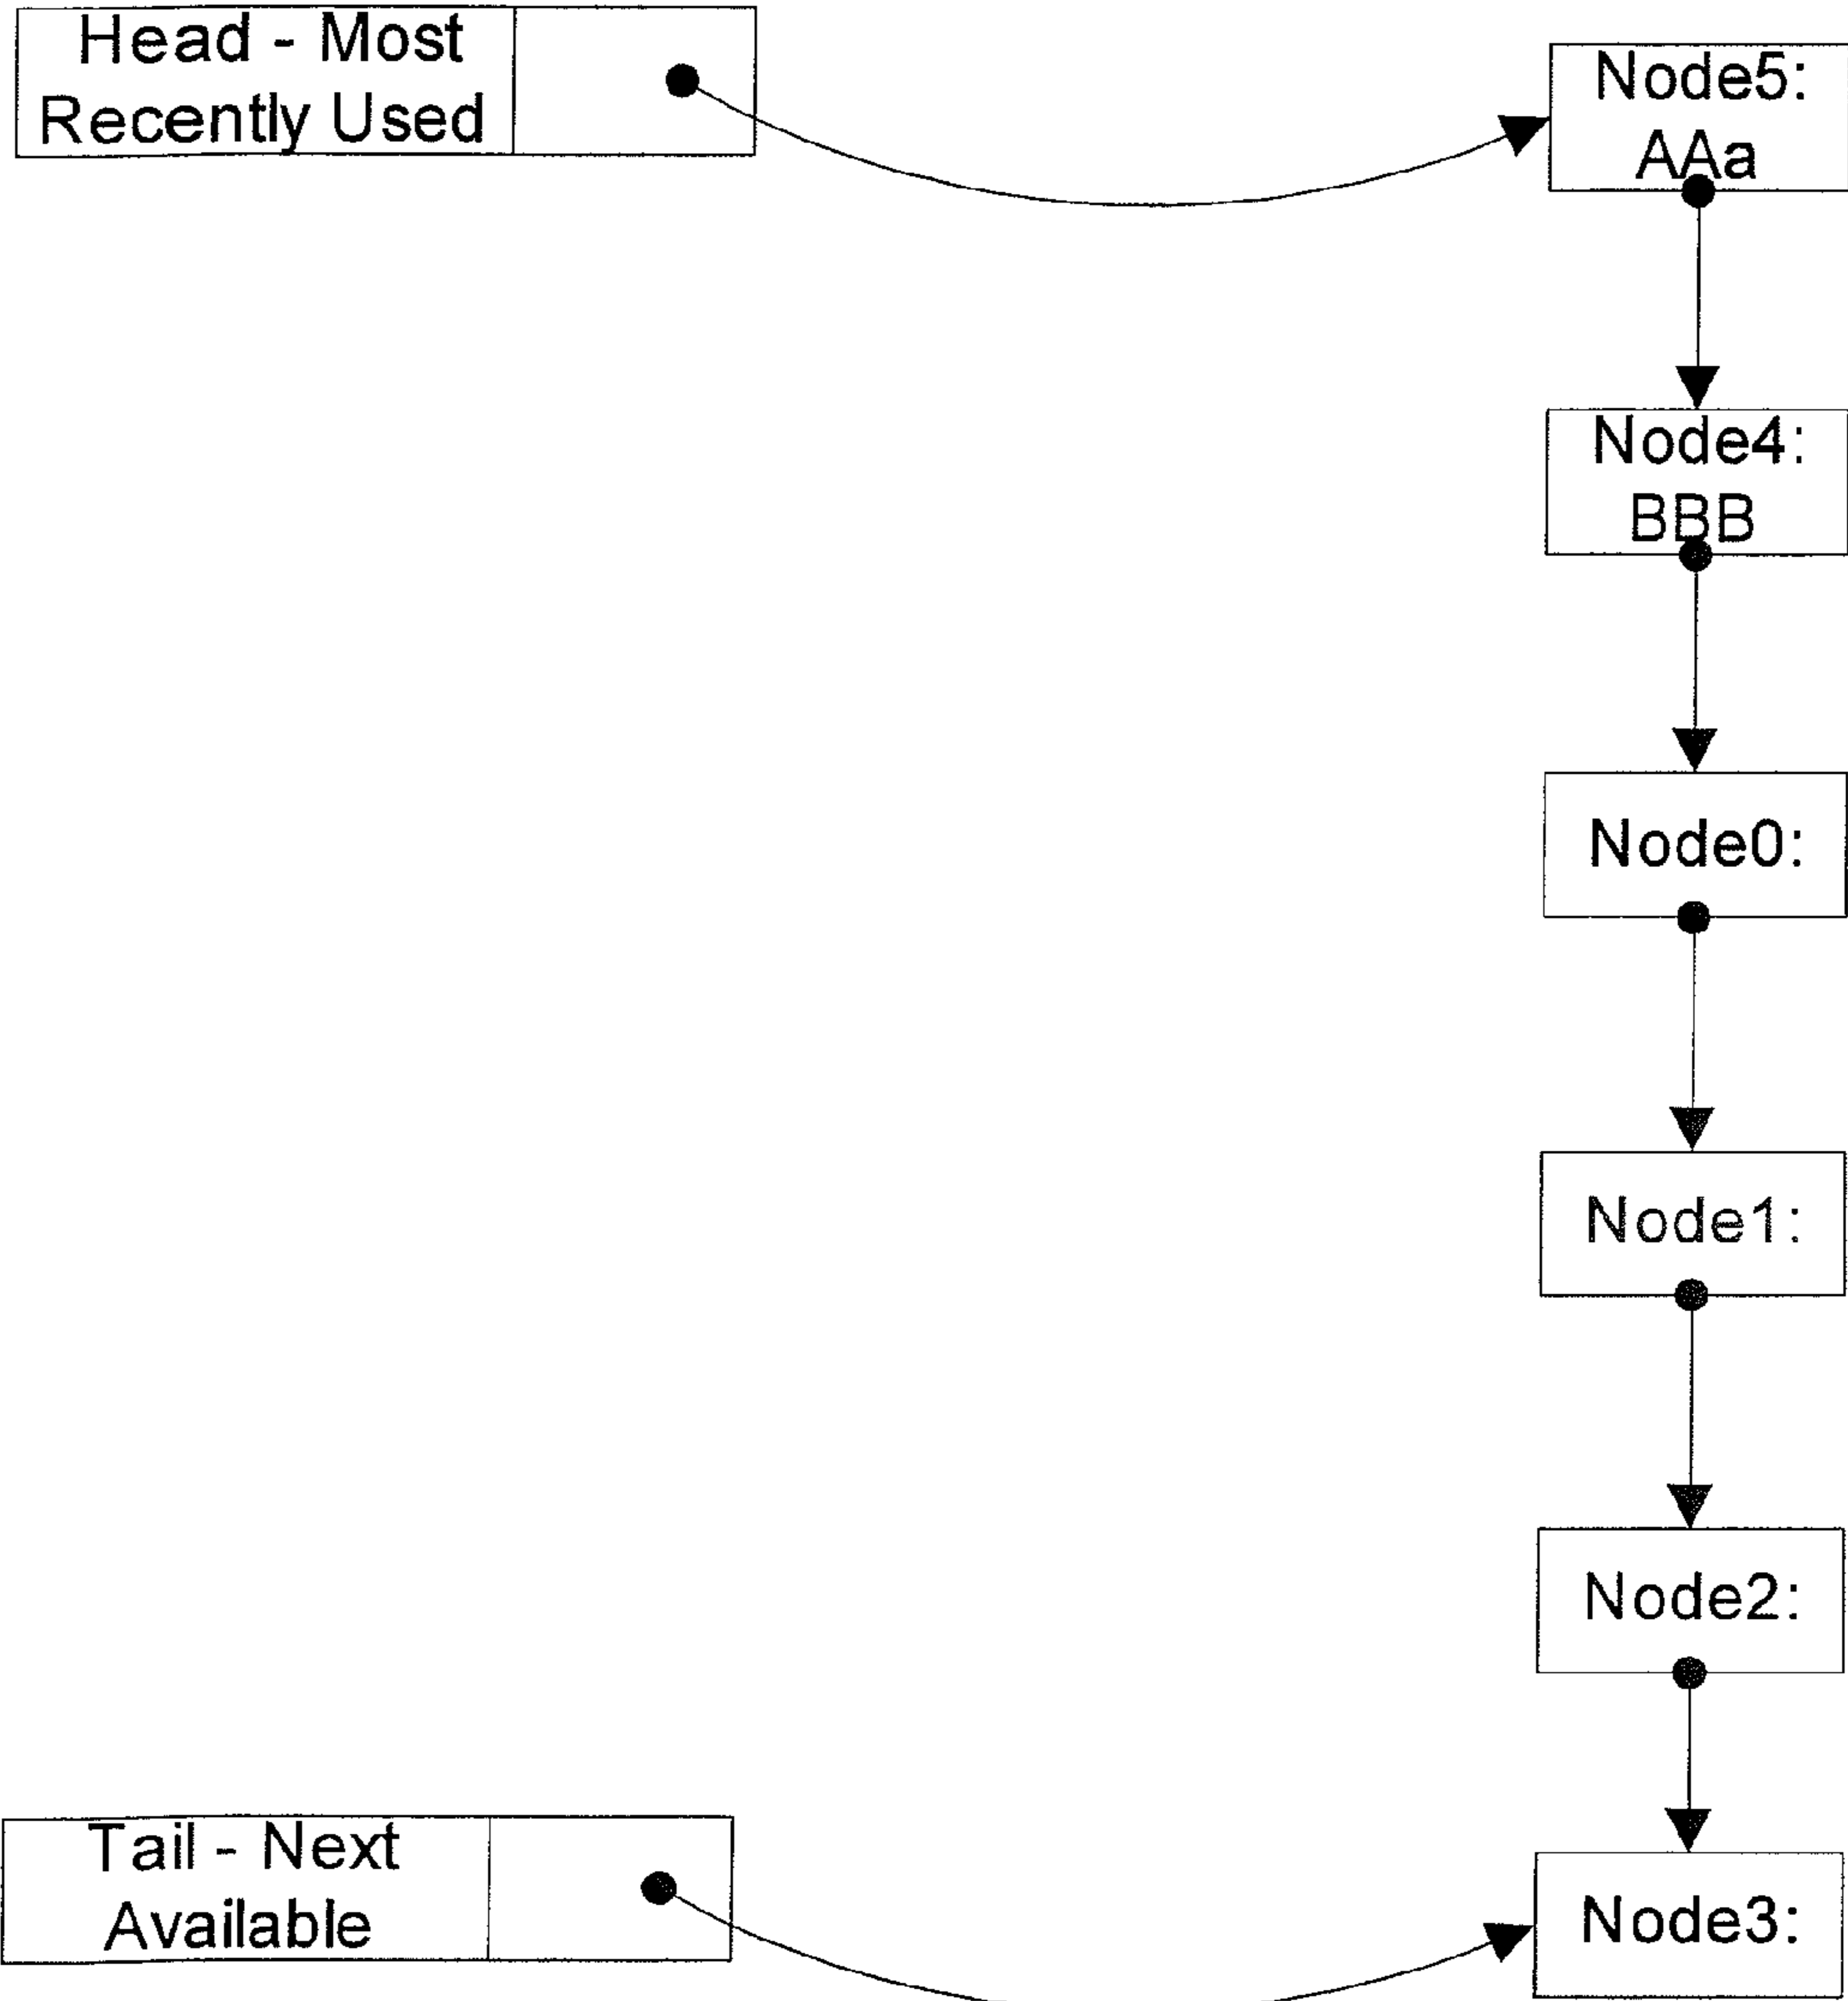 Head - Most
Recently Used
Node5:
AAa
Node4:
BBB
Node0:
Node1:
Node2:
Tail - Next
Available
Node3: